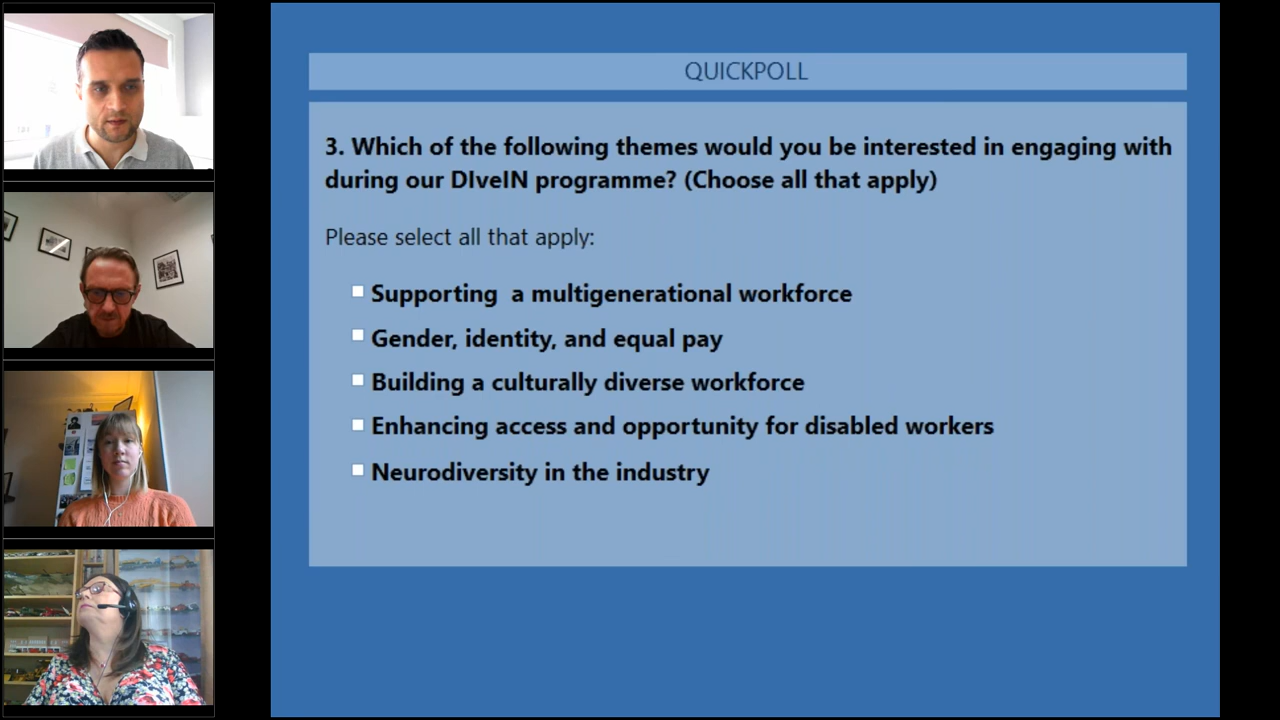 QUICKPOLL
3. Which of the following themes would you be interested in engaging with
during our DIveIN programme? (Choose all that apply)
Please select all that apply:
Supporting  a multigenerational workforce
Gender, identity, and equal pay
Building a culturally diverse workforce
Enhancing access and opportunity for disabled workers
Neurodiversity in the industry